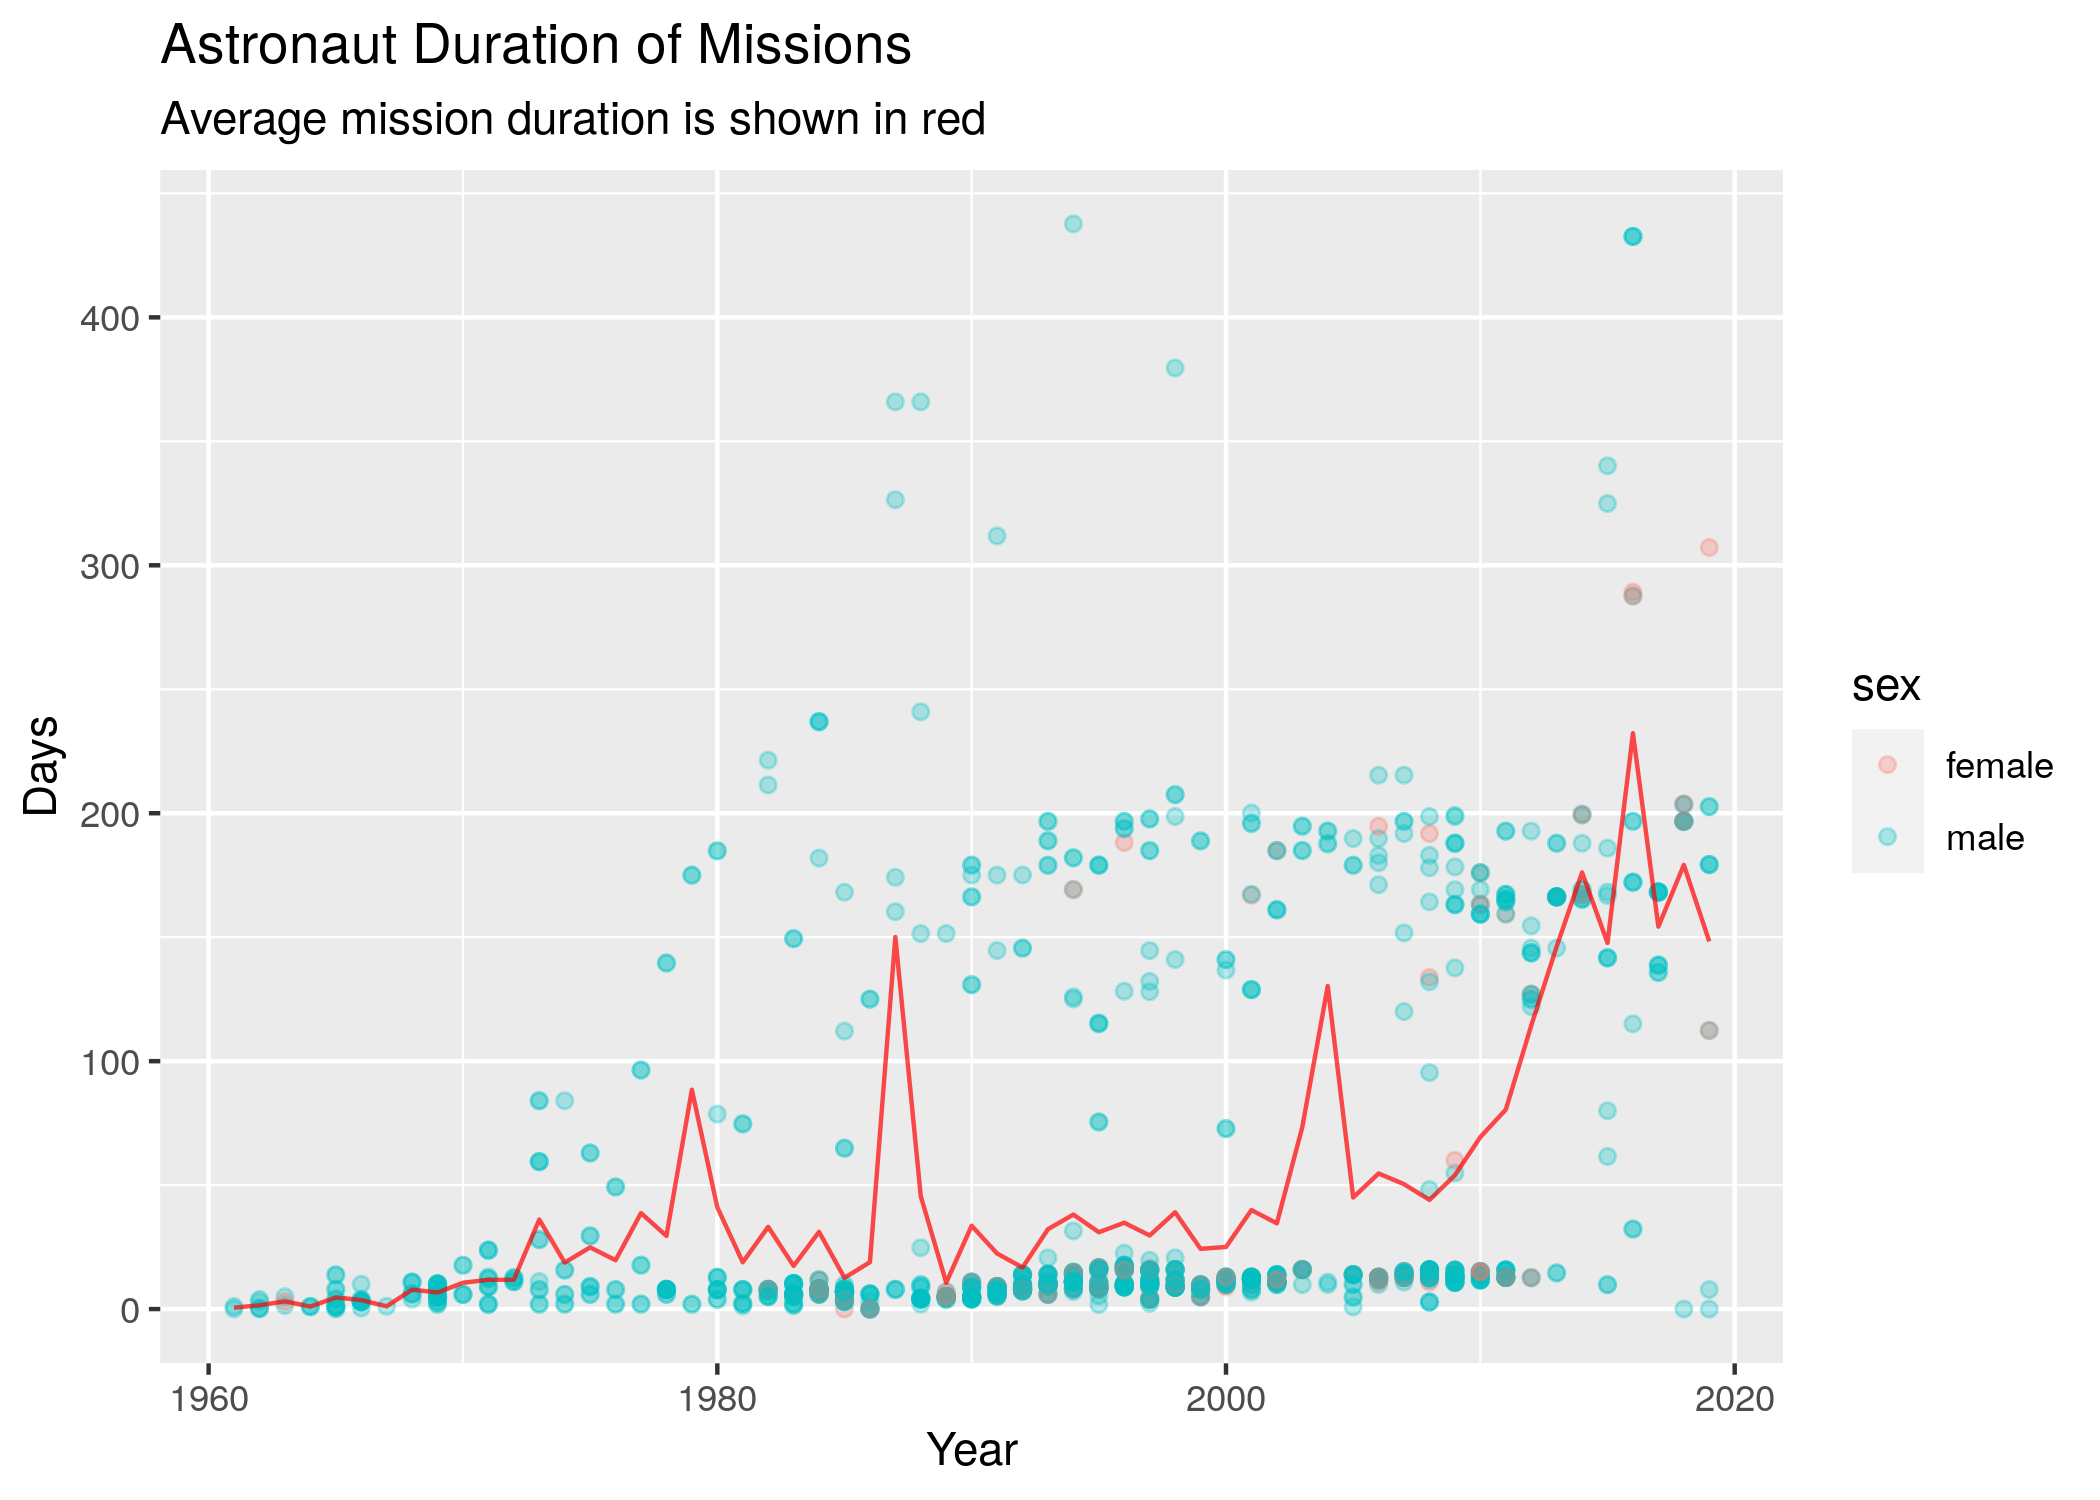 Astronaut Duration of Missions
Average mission duration is shown in red
Days
400
300
200
100
0
1960
1980
2000
2020
Year
sex
female
male